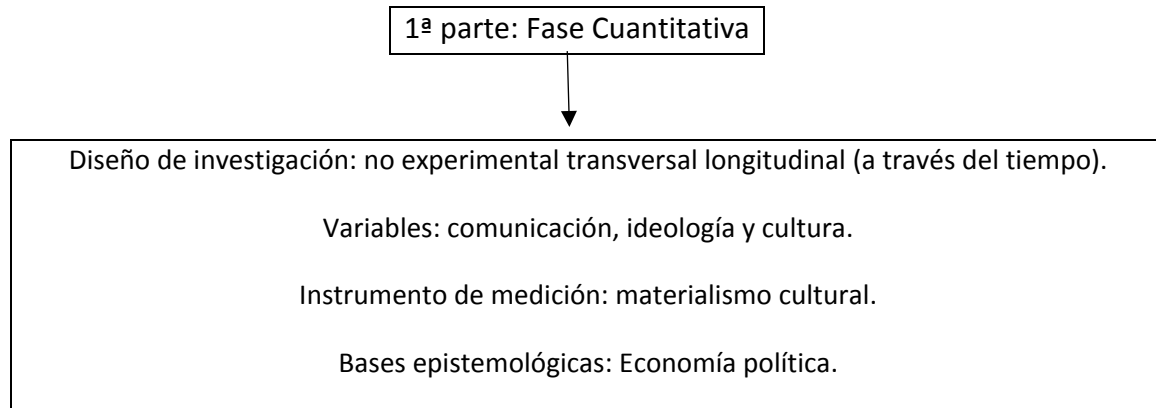 1ª parte: Fase Cuantitativa
Diseño de investigación: no experimental transversal longitudinal (a través del tiempo).
Variables: comunicación, ideología y cultura.
Instrumento de medición: materialismo cultural.
Bases epistemológicas: Economía política.